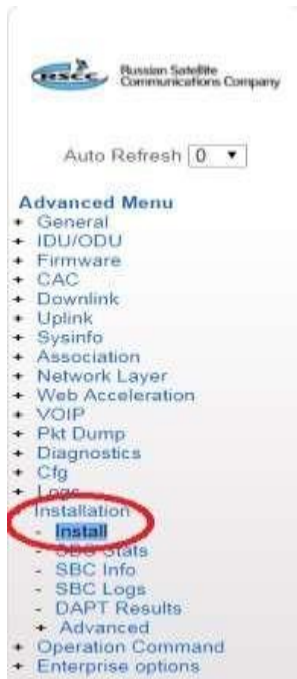 RSCC
Russian Satellite
Communications Company
Auto Refresh 0
Advanced Menu
+ General
+ IDU/ODU
+ Firmware
+ CAC
+ Downlink
+ Uplink
+ Sysinfo
+ Association
+ Network Layer
+ Web Acceleration
+ VOIP
+ Pkt Dump
+ Diagnostics
+ Cfg
+ Logs
Installation
- Install
- SBC Stats
- SBC Info
- SBC Logs
- DAPT Results
+ Advanced
+ Operation Command
+ Enterprise options